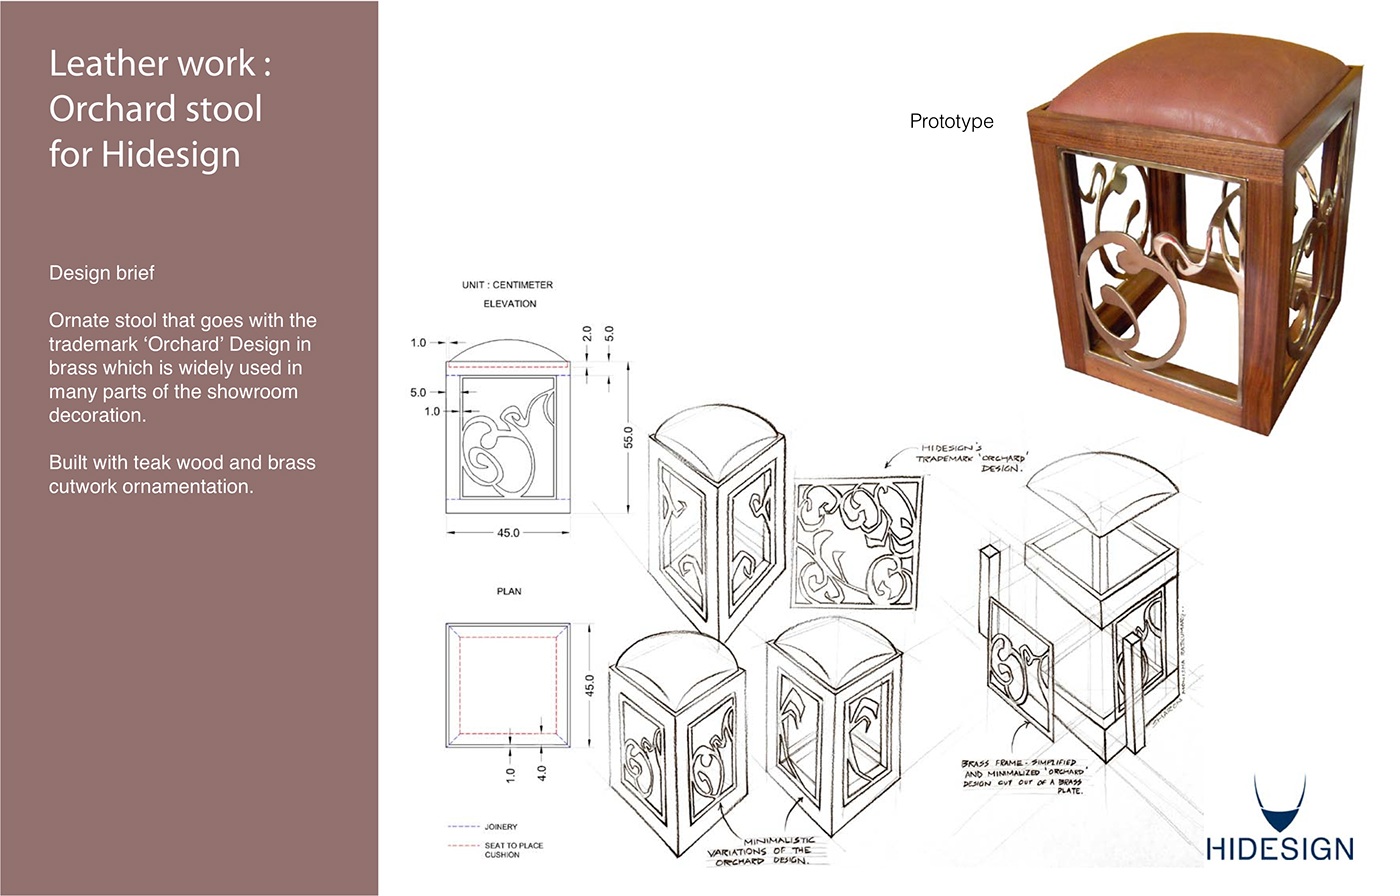 Leather work :
Orchard stool
for Hidesign
Design brief
Ornate stool that goes with the
trademark ‘Orchard’ Design in
brass which is widely used in
many parts of the showroom
decoration.
Built with teak wood and brass
cutwork ornamentation.
Prototype
UNIT : CENTIMETER
ELEVATION
1.0
2.0
5.0
5.0
1.0
55.0
45.0
PLAN
45.0
1.0
4.0
JOINERY
SEAT TO PLACE
CUSHION
HIDESIGN'S
TRADEMARK 'ORCHARD'
DESIGN.
MINIMALISTIC
VARIATIONS OF THE
ORCHARD DESIGN.
BRASS FRAME - SIMPLIFIED
AND MINIMALIZED 'ORCHARD'
DESIGN CUT OUT OF A BRASS
PLATE.
HIDESIGN